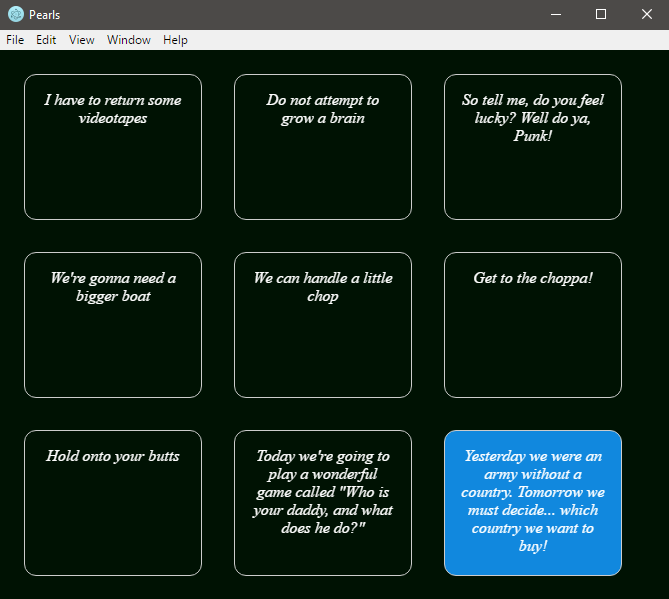 Pearls
File Edit View Window Help
I have to return some
videotapes
Do not attempt to
grow a brain
So tell me, do you feel
lucky? Well do ya,
Punk!
We're gonna need a
bigger boat
We can handle a little
chop
Get to the choppa!
Hold onto your butts
Today we're going to
play a wonderful
game called "Who is
your daddy, and what
does he do?"
Yesterday we were an
army without a
country. Tomorrow we
must decide... which
country we want to
buy!